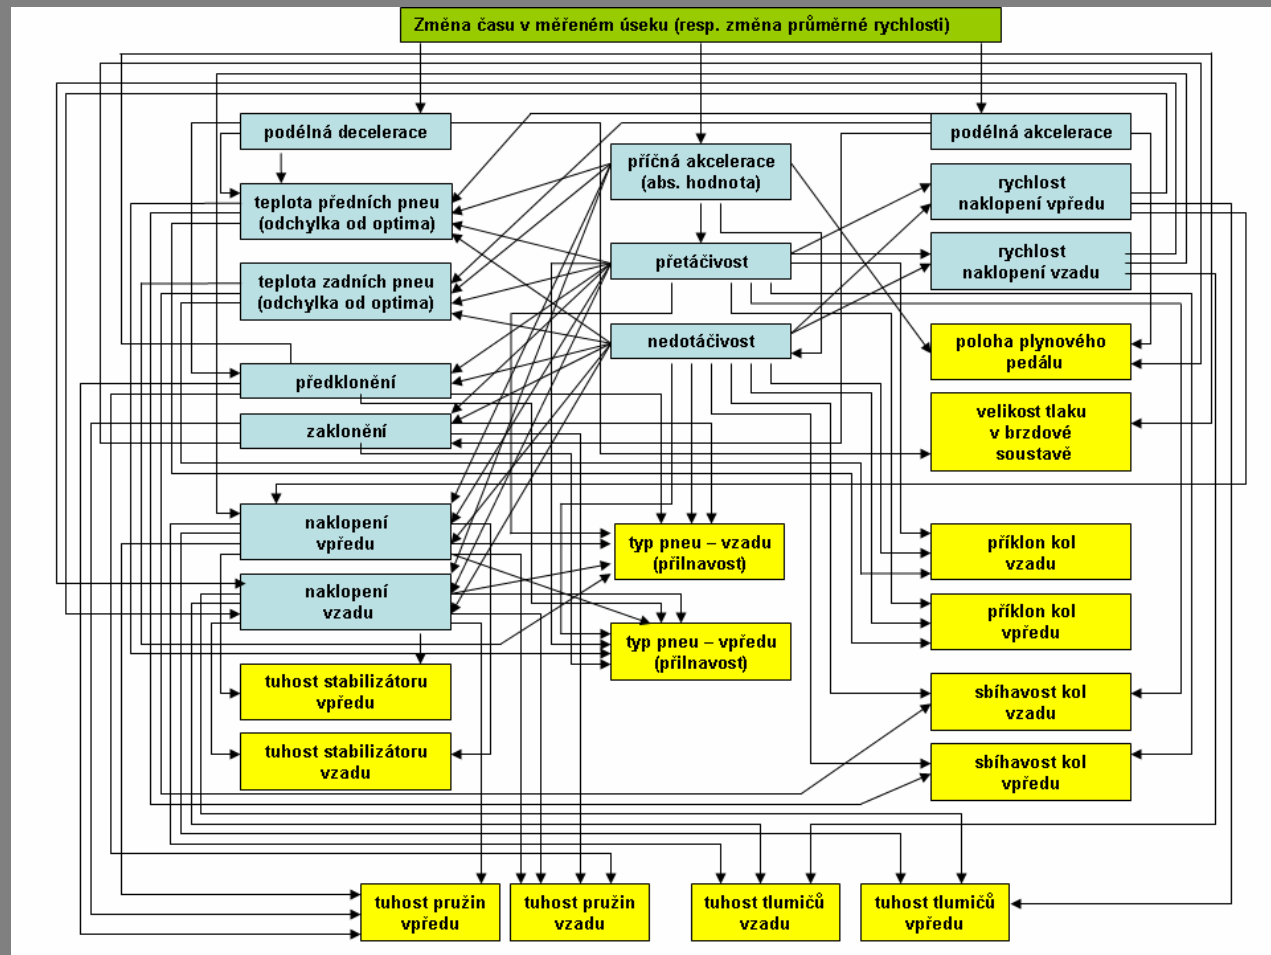 Změna času v měřeném úseku (resp. změna průměrné rychlosti)
podélná decelerace
podélná akcelerace
příčná akcelerace
(abs. hodnota)
teplota předních pneu
(odchylka od optima)
rychlost
naklopení vpředu
přetáčivost
rychlost
naklopení vzadu
teplota zadních pneu
(odchylka od optima)
nedotáčivost
poloha plynového
pedálu
předklonění
zaklonění
velikost tlaku
v brzdové
soustavě
naklopení
vpředu
typ pneu – vzadu
(přilnavost)
příklon kol
vzadu
naklopení
vzadu
příklon kol
vpředu
typ pneu – vpředu
(přilnavost)
tuhost stabilizátoru
vpředu
sbíhavost kol
vzadu
tuhost stabilizátoru
vzadu
sbíhavost kol
vpředu
tuhost pružin
vpředu
tuhost pružin
vzadu
tuhost tlumičů
vzadu
tuhost tlumičů
vpředu